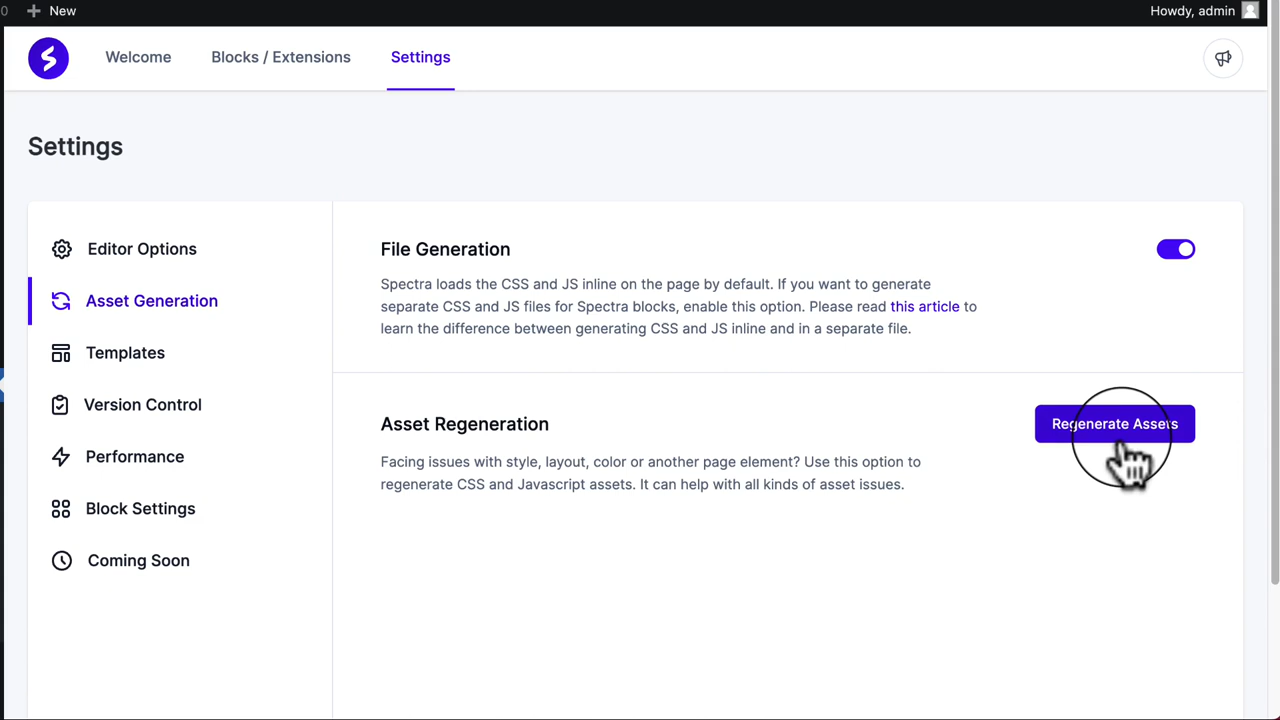 0 New Howdy, admin
Welcome Blocks / Extensions Settings
Settings
Editor Options
Asset Generation
Templates
Version Control
Performance
Block Settings
Coming Soon
File Generation
Spectra loads the CSS and JS inline on the page by default. If you want to generate
separate CSS and JS files for Spectra blocks, enable this option. Please read this article to
learn the difference between generating CSS and JS inline and in a separate file.
Asset Regeneration
Regenerate Assets
Facing issues with style, layout, color or another page element? Use this option to
regenerate CSS and Javascript assets. It can help with all kinds of asset issues.